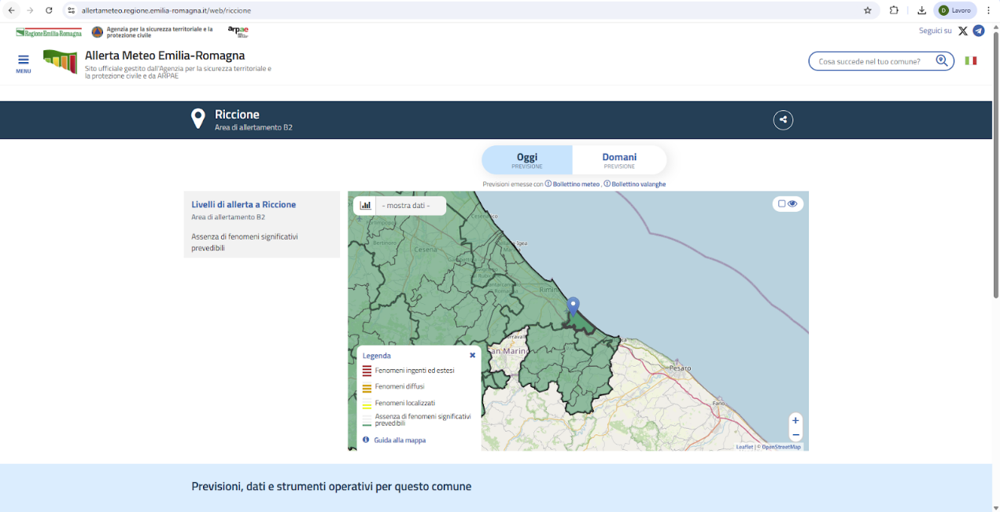 allertameteo.regione.emilia-romagna.it/web/riccione
D Lavoro
RegioneEmilia-Romagna
Agenzia per la sicurezza territoriale e la
protezione civile
arpae
Seguici su
MENU
Allerta Meteo Emilia-Romagna
Sito ufficiale gestito dall'Agenzia per la sicurezza territoriale e
la protezione civile e da ARPAE
Cosa succede nel tuo comune?
Riccione
Area di allertamento B2
Oggi
PREVISIONE
Domani
PREVISIONE
Previsioni emesse con Bollettino meteo , Bollettino valanghe
Livelli di allerta a Riccione
Area di allertamento B2
Assenza di fenomeni significativi
prevedibili
- mostra dati -
Forlimpopoli
Bertinoro
Cesena
Igea
Rimini
San Marino
Pesaro
Fano
Legenda
Fenomeni ingenti ed estesi
Fenomeni diffusi
Fenomeni localizzati
Assenza di fenomeni significativi
prevedibili
Guida alla mappa
+
−
Leaflet | © OpenStreetMap
Previsioni, dati e strumenti operativi per questo comune